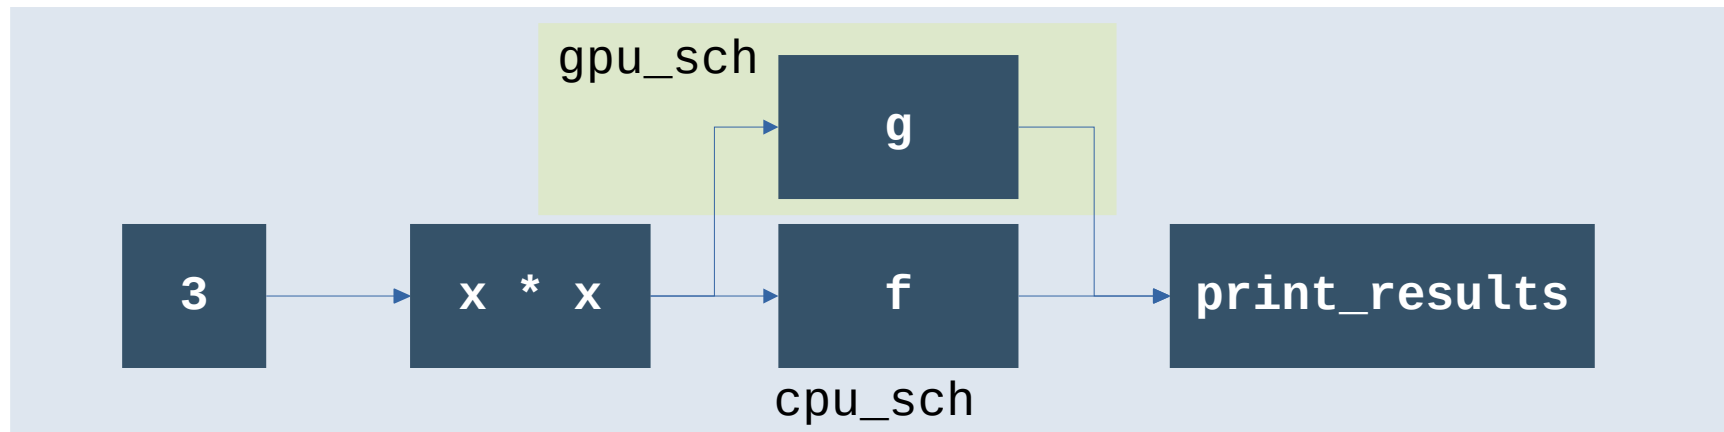 gpu_sch
g
3
x * x
f
print_results
cpu_sch